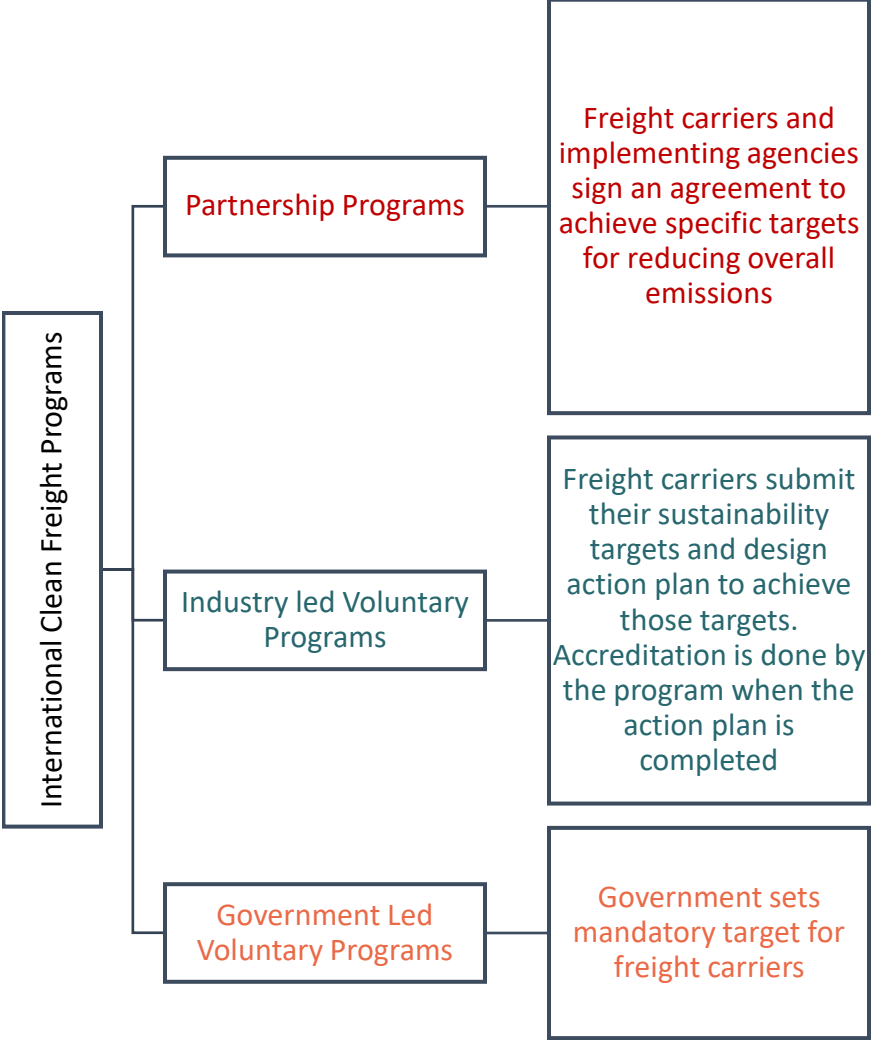 International Clean Freight Programs
Partnership Programs
Freight carriers and
implementing agencies
sign an agreement to
achieve specific targets
for reducing overall
emissions
Industry led Voluntary
Programs
Freight carriers submit
their sustainability
targets and design
action plan to achieve
those targets.
Accreditation is done by
the program when the
action plan is
completed
Government Led
Voluntary Programs
Government sets
mandatory target for
freight carriers